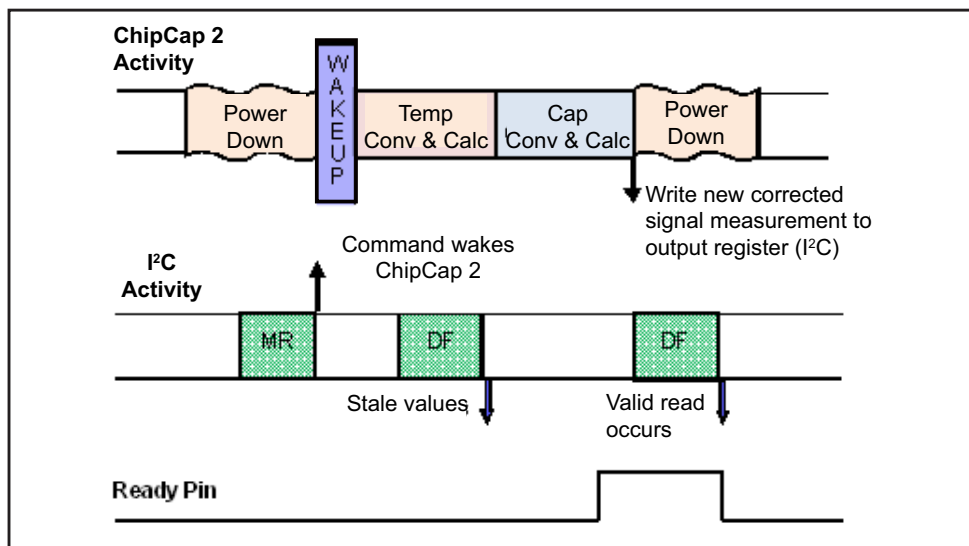 ChipCap 2
Activity
Power
Down
WAKEUP
Temp
Conv & Calc
Cap
Conv & Calc
Power
Down
Write new corrected
signal measurement to
output register (I²C)
Command wakes
ChipCap 2
I²C
Activity
MR
DF
DF
Stale values
Valid read
occurs
Ready Pin